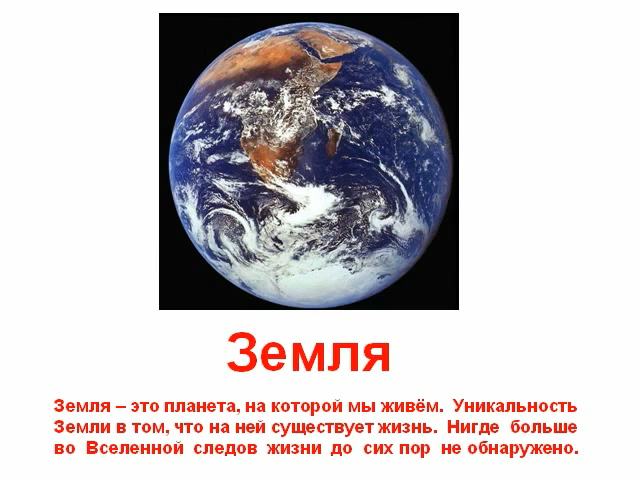 Земля
Земля – это планета, на которой мы живём. Уникальность
Земли в том, что на ней существует жизнь. Нигде больше
во Вселенной следов жизни до сих пор не обнаружено.